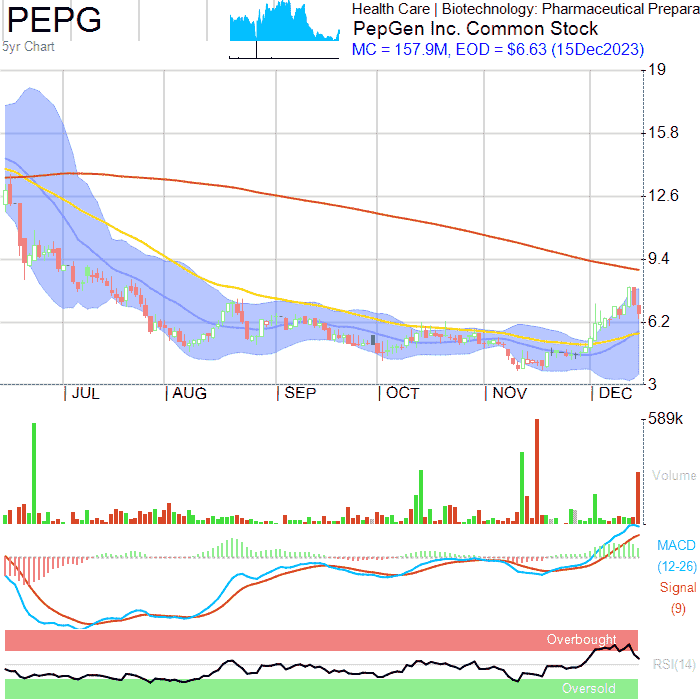 PEPG
5yr Chart
Health Care | Biotechnology: Pharmaceutical Prepara
PepGen Inc. Common Stock
MC = 157.9M, EOD = $6.63 (15Dec2023)
19
15.8
12.6
9.4
6.2
3
JUL AUG SEP OCT NOV DEC
589k
Volume
MACD
(12-26)
Signal
(9)
Overbought
RSI(14)
Oversold